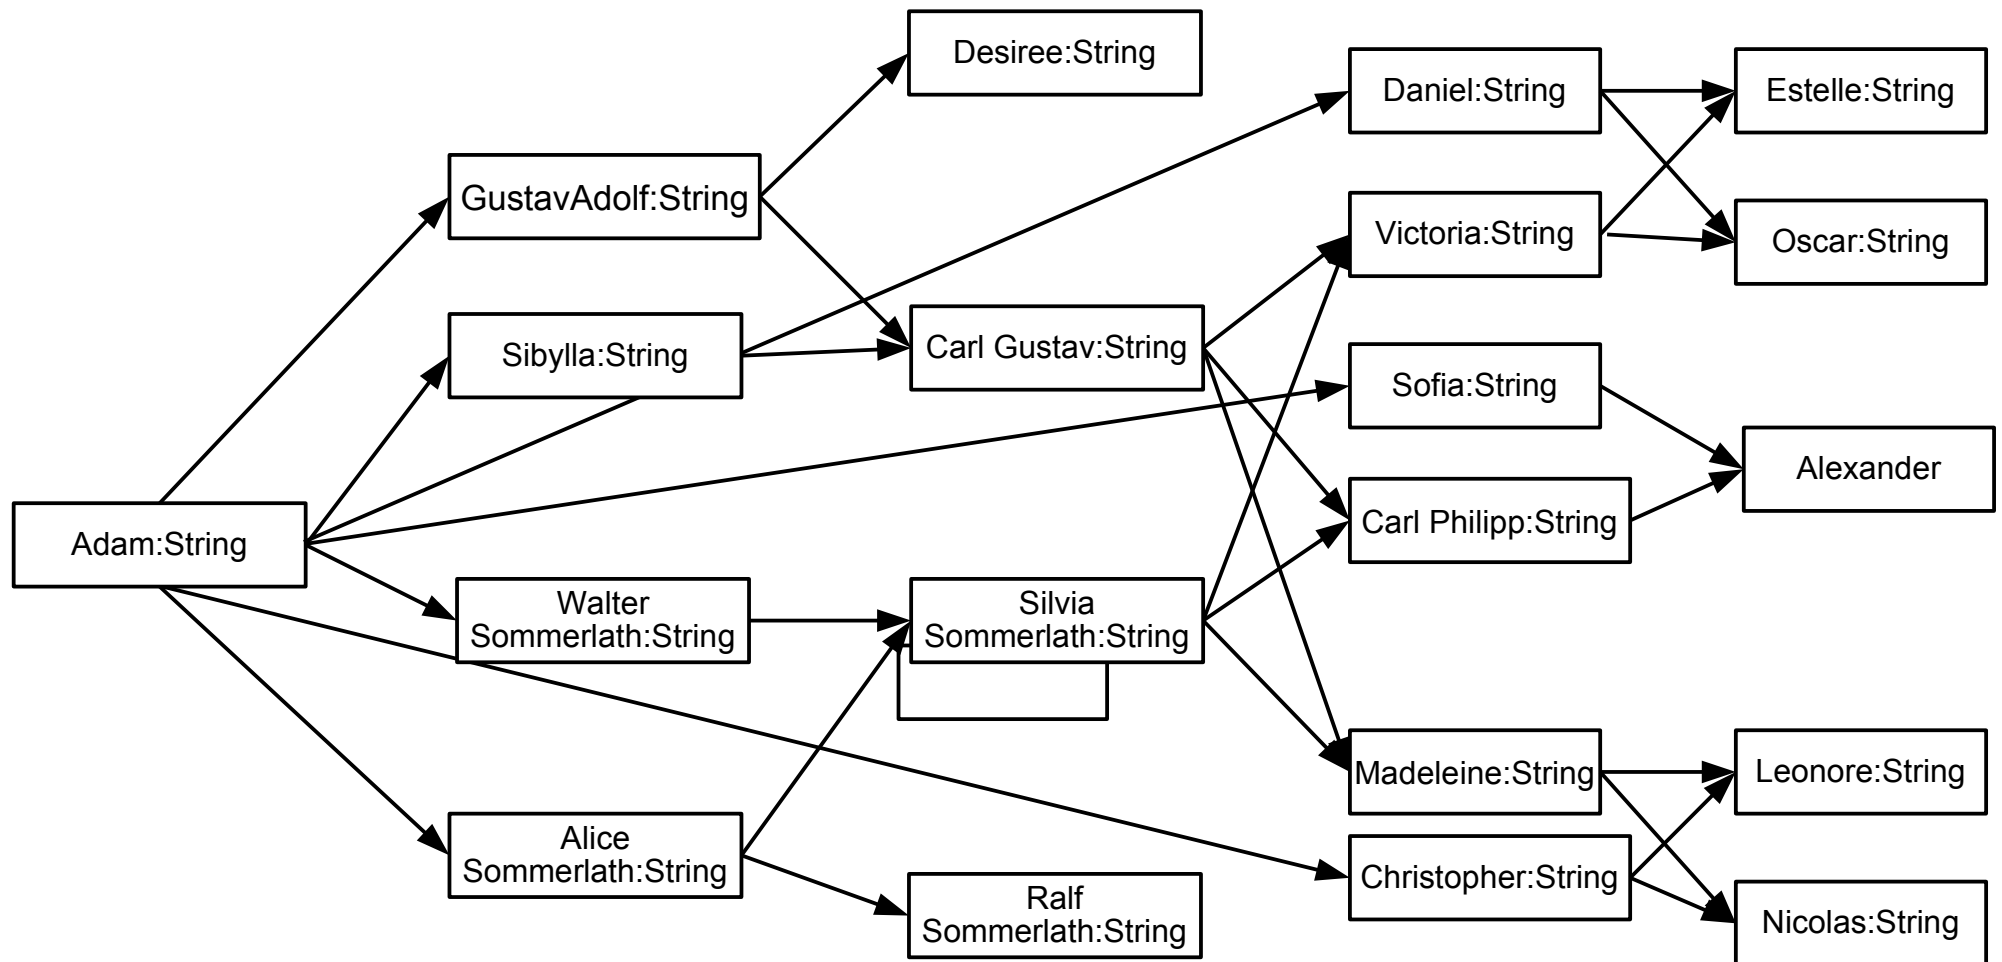 Desiree:String
Daniel:String
Estelle:String
GustavAdolf:String
Victoria:String
Oscar:String
Sibylla:String
Carl Gustav:String
Sofia:String
Alexander
Adam:String
Carl Philipp:String
Walter
Sommerlath:String
Silvia
Sommerlath:String
Madeleine:String
Leonore:String
Alice
Sommerlath:String
Christopher:String
Ralf
Sommerlath:String
Nicolas:String